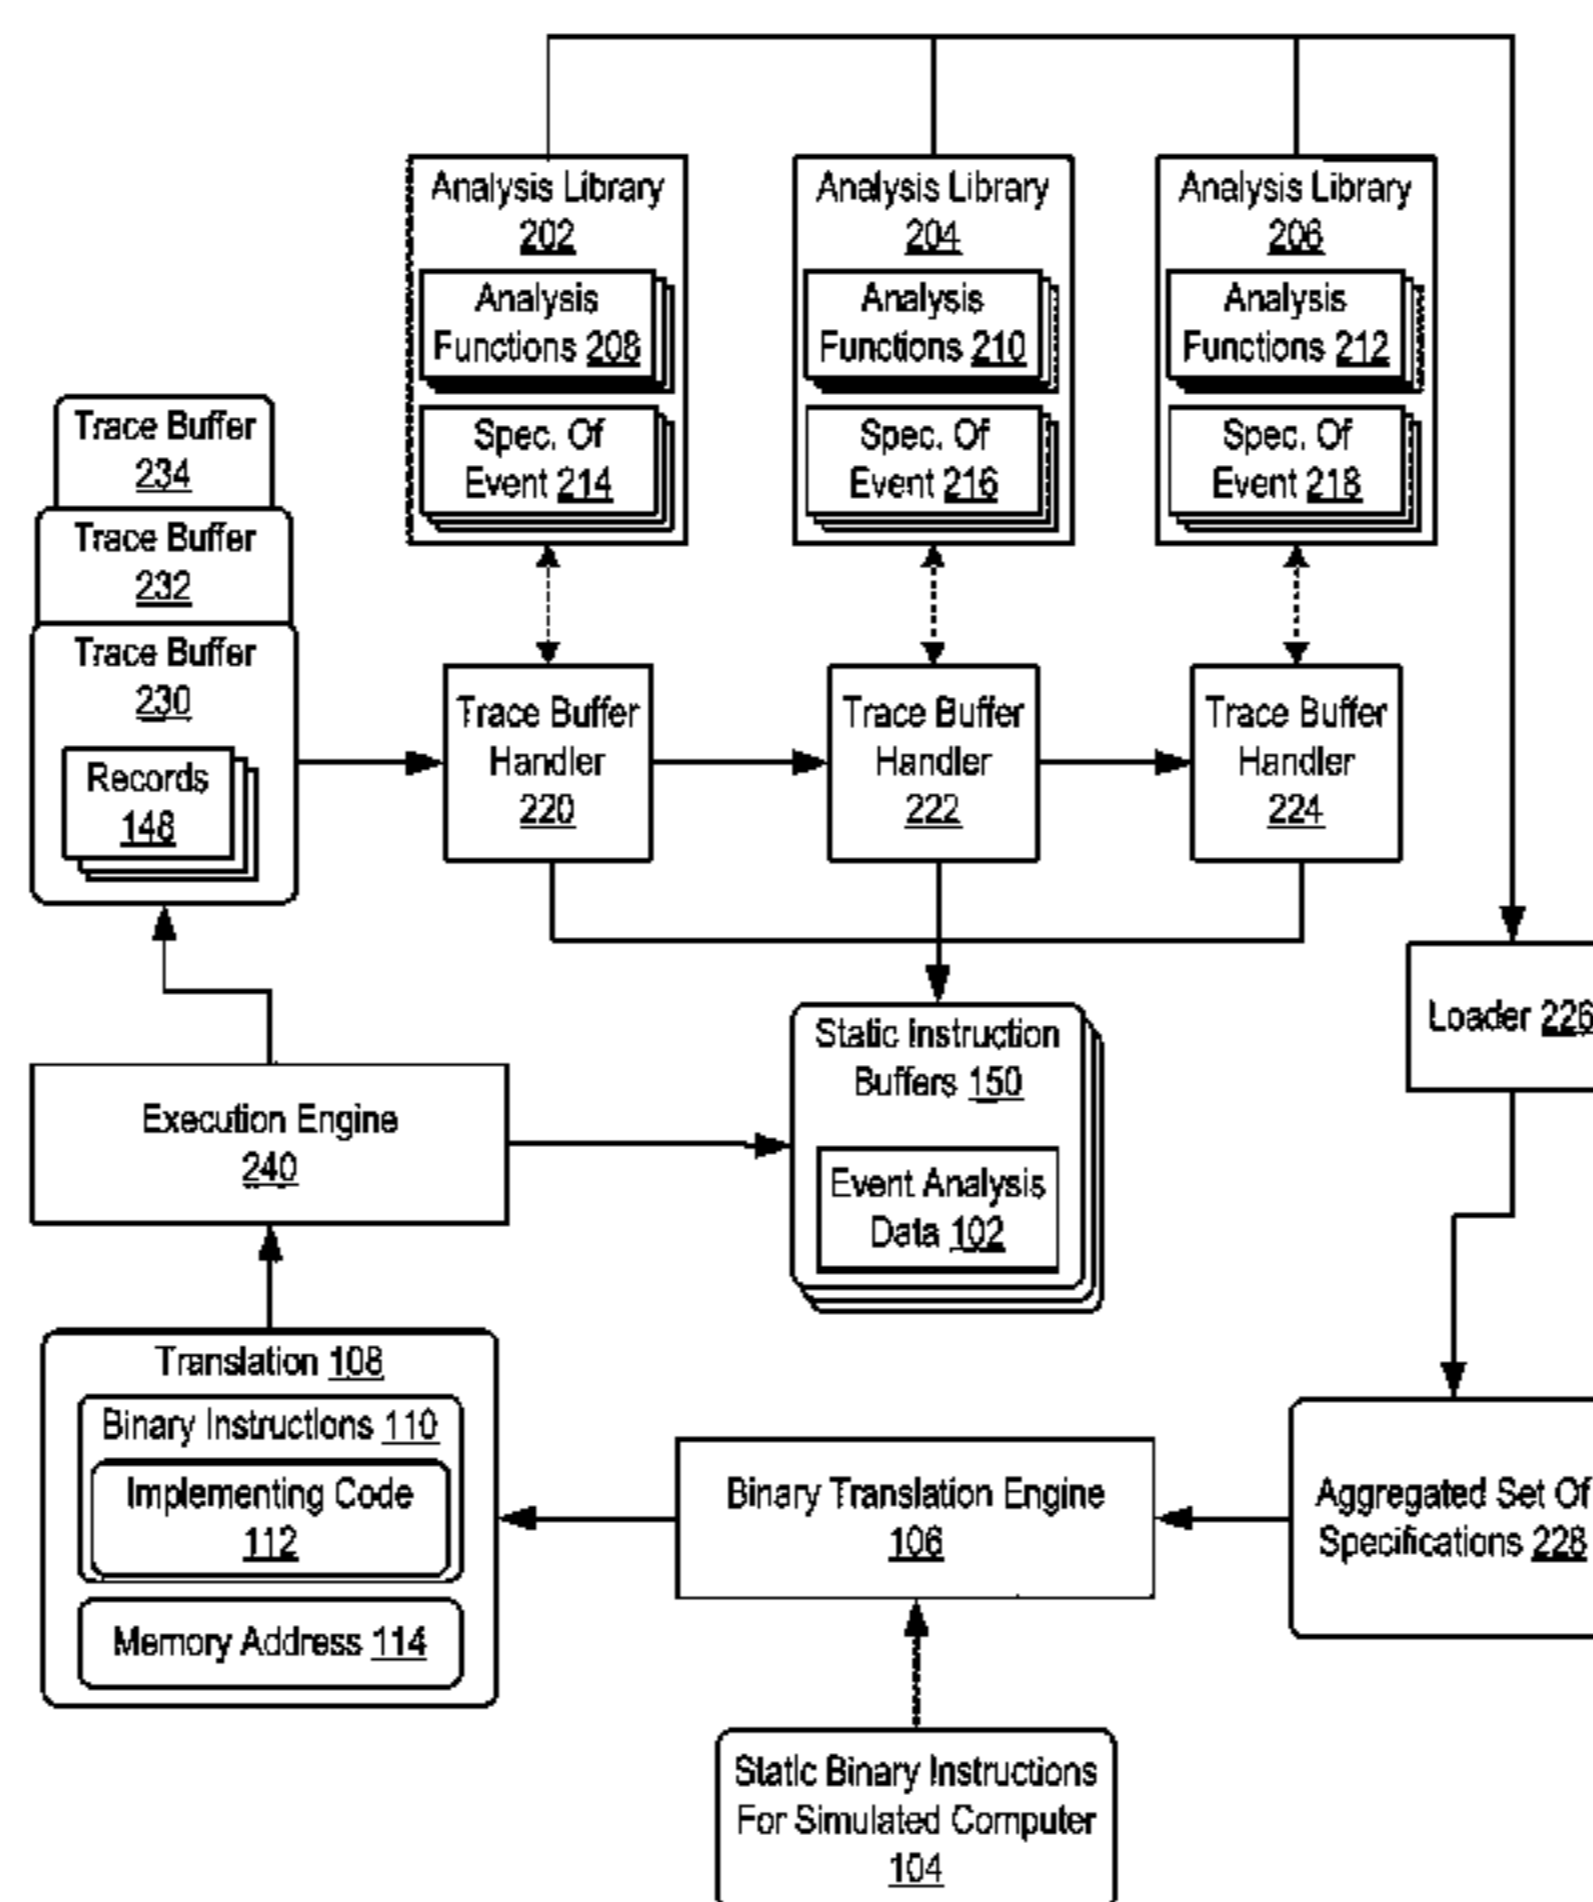 Analysis Library
202
Analysis
Functions 208
Spec. Of
Event 214
Analysis Library
204
Analysis
Functions 210
Spec. Of
Event 216
Analysis Library
206
Analysis
Functions 212
Spec. Of
Event 218
Trace Buffer
234
Trace Buffer
232
Trace Buffer
230
Records
148
Trace Buffer
Handler
220
Trace Buffer
Handler
222
Trace Buffer
Handler
224
Loader 226
Static Instruction
Buffers 150
Event Analysis
Data 102
Execution Engine
240
Translation 108
Binary Instructions 110
Implementing Code
112
Memory Address 114
Binary Translation Engine
106
Aggregated Set Of
Specifications 228
Static Binary Instructions
For Simulated Computer
104